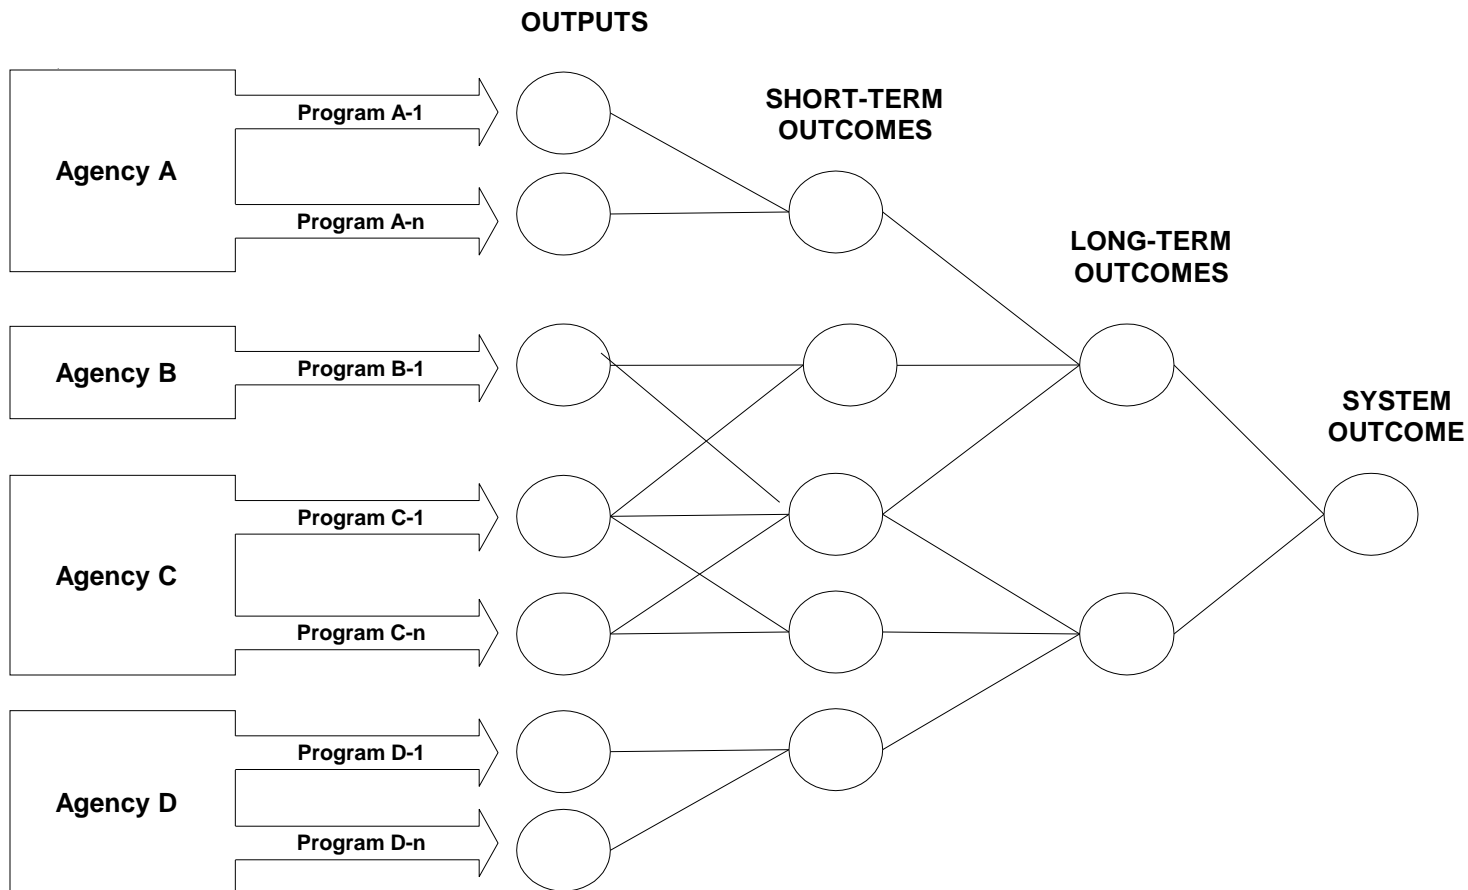 OUTPUTS
SHORT-TERM
OUTCOMES
LONG-TERM
OUTCOMES
SYSTEM
OUTCOME
Agency A
Program A-1
Program A-n
Agency B
Program B-1
Agency C
Program C-1
Program C-n
Agency D
Program D-1
Program D-n